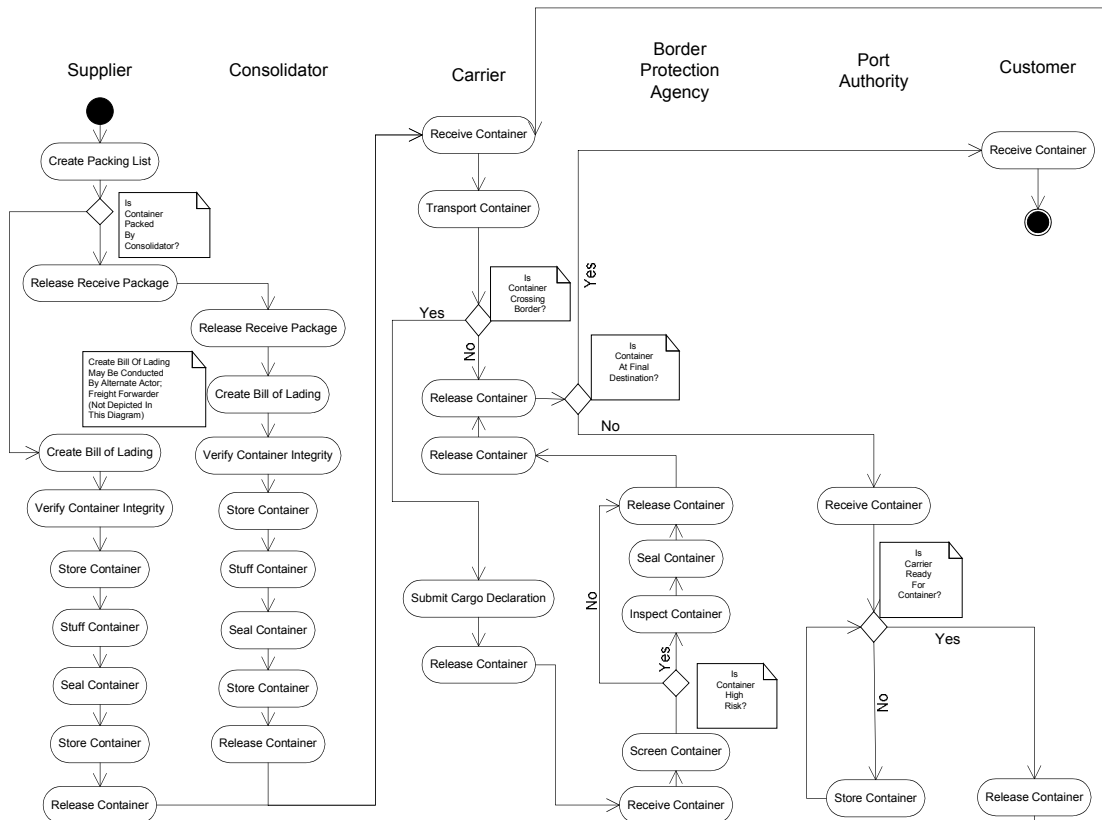 Supplier
Consolidator
Carrier
Border
Protection
Agency
Port
Authority
Customer
Create Packing List
Is
Container
Packed
By
Consolidator?
Release Receive Package
Create Bill Of Lading
May Be Conducted
By Alternate Actor;
Freight Forwarder
(Not Depicted In
This Diagram)
Create Bill of Lading
Verify Container Integrity
Store Container
Stuff Container
Seal Container
Store Container
Release Container
Release Receive Package
Create Bill of Lading
Verify Container Integrity
Store Container
Stuff Container
Seal Container
Store Container
Release Container
Receive Container
Transport Container
Is
Container
Crossing
Border?
Yes
No
Release Container
Release Container
Submit Cargo Declaration
Release Container
Is
Container
At Final
Destination?
Yes
No
Release Container
Seal Container
Inspect Container
No
Yes
Is
Container
High
Risk?
Screen Container
Receive Container
Receive Container
Is
Carrier
Ready
For
Container?
Yes
No
Store Container
Receive Container
Release Container